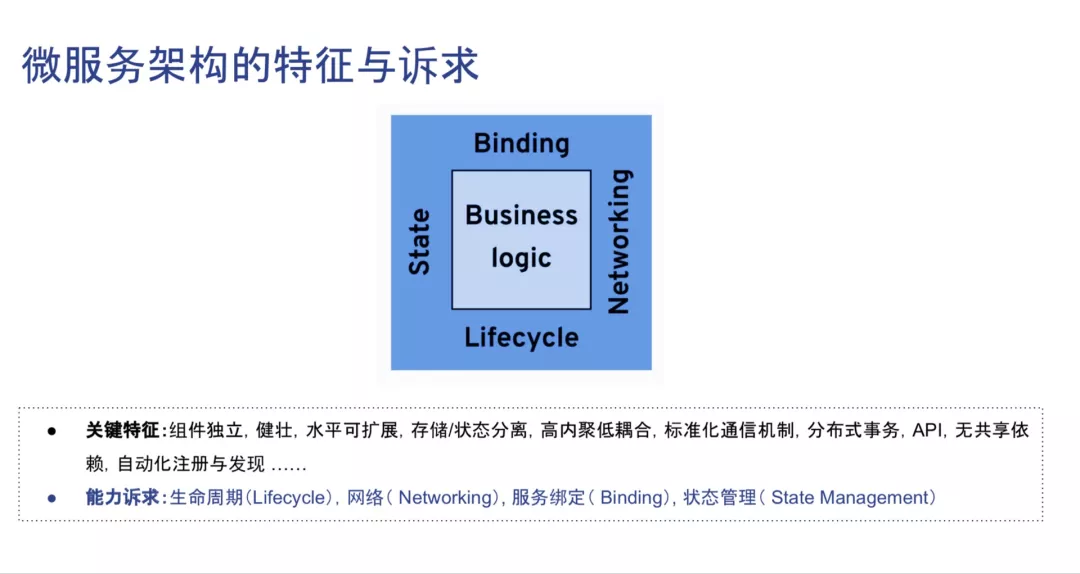 微服务架构的特征与诉求
Binding
State
Business
logic
Networking
Lifecycle
● 关键特征:组件独立, 健壮, 水平可扩展, 存储/状态分离, 高内聚低耦合, 标准化通信机制, 分布式事务, API, 无共享依
赖, 自动化注册与发现 ......
● 能力诉求:生命周期(Lifecycle), 网络( Networking), 服务绑定( Binding), 状态管理( State Management)